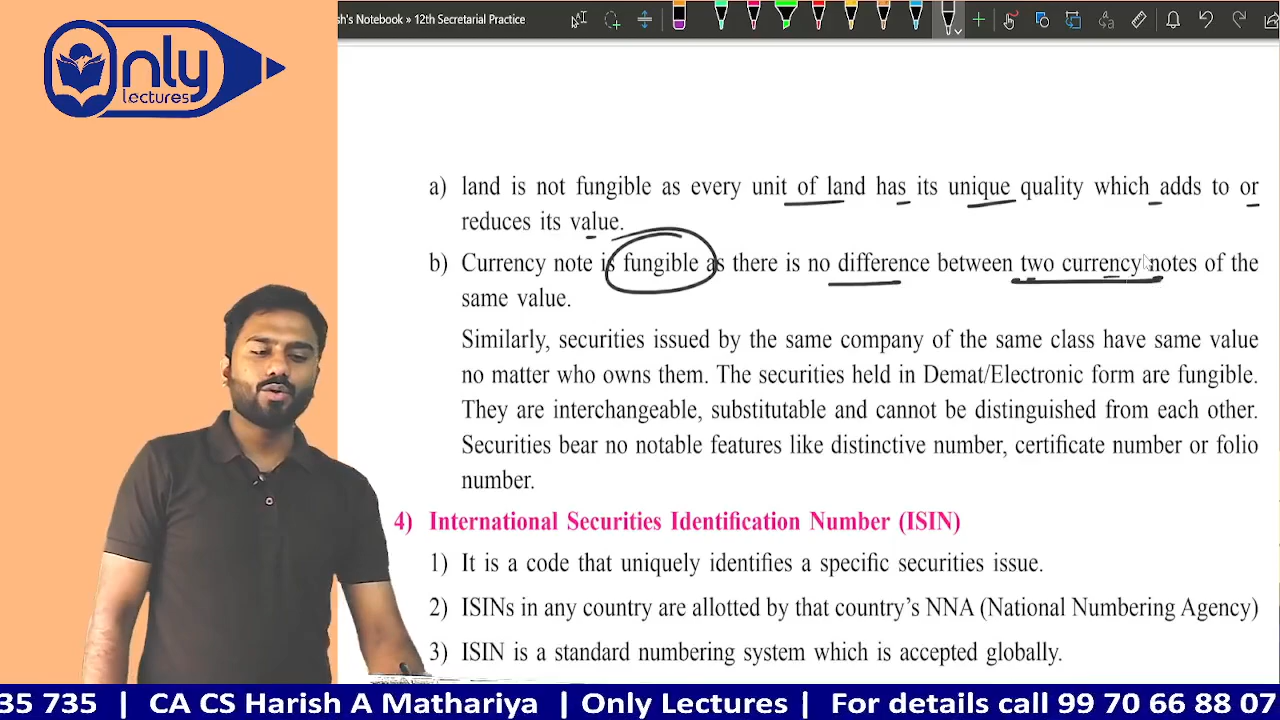 sh's Notebook » 12th Secretarial Practice
Only
lectures
a) land is not fungible as every unit of land has its unique quality which adds to or
reduces its value.
b) Currency note is fungible as there is no difference between two currency notes of the
same value.
Similarly, securities issued by the same company of the same class have same value
no matter who owns them. The securities held in Demat/Electronic form are fungible.
They are interchangeable, substitutable and cannot be distinguished from each other.
Securities bear no notable features like distinctive number, certificate number or folio
number.
4) International Securities Identification Number (ISIN)
1) It is a code that uniquely identifies a specific securities issue.
2) ISINs in any country are allotted by that country's NNA (National Numbering Agency)
3) ISIN is a standard numbering system which is accepted globally.
35 735 | CA CS Harish A Mathariya | Only Lectures | For details call 99 70 66 88 07